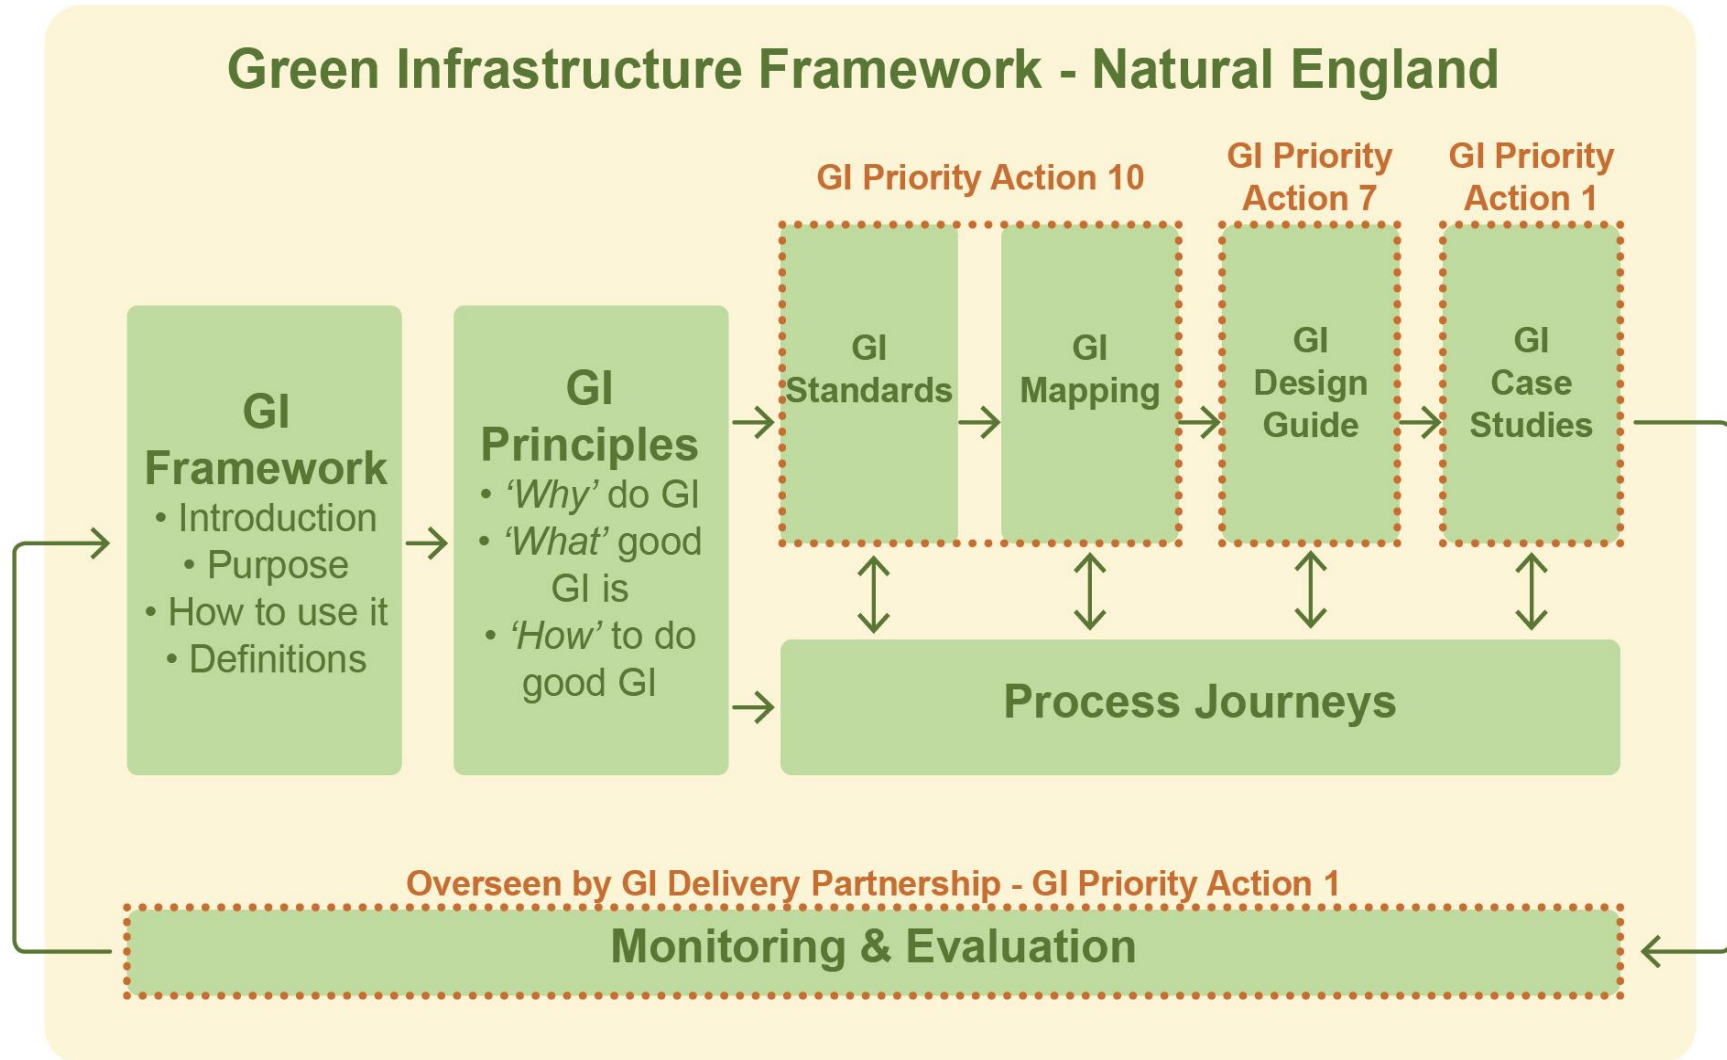 Green Infrastructure Framework - Natural England
GI Priority Action 10
GI Priority
Action 7
GI Priority
Action 1
GI
Framework
• Introduction
• Purpose
• How to use it
• Definitions
GI
Principles
• ‘Why’ do GI
• ‘What’ good
GI is
• ‘How’ to do
good GI
GI
Standards
GI
Mapping
GI
Design
Guide
GI
Case
Studies
Process Journeys
Overseen by GI Delivery Partnership - GI Priority Action 1
Monitoring & Evaluation